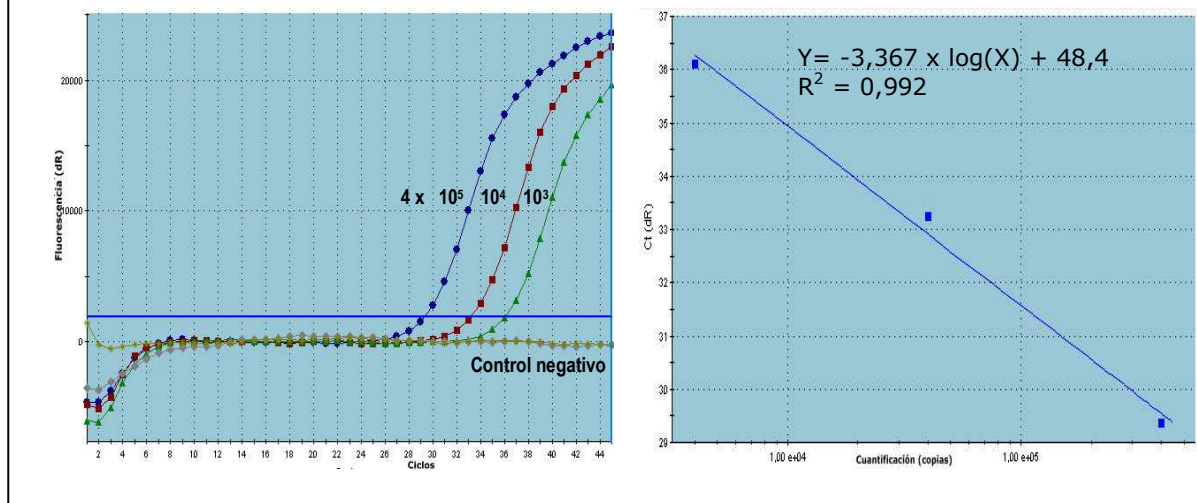 Fluorescencia (dR)
20000
10000
0
4 x 10⁵ 10⁴ 10³
Control negativo
2 4 6 8 10 12 14 16 18 20 22 24 26 28 30 32 34 36 38 40 42 44
Ciclos
Y= -3,367 x log(X) + 48,4
R² = 0,992
Ct (dR)
37
36
35
34
33
32
31
30
29
1,00 e+04 1,00 e+05
Cuantificación (copias)